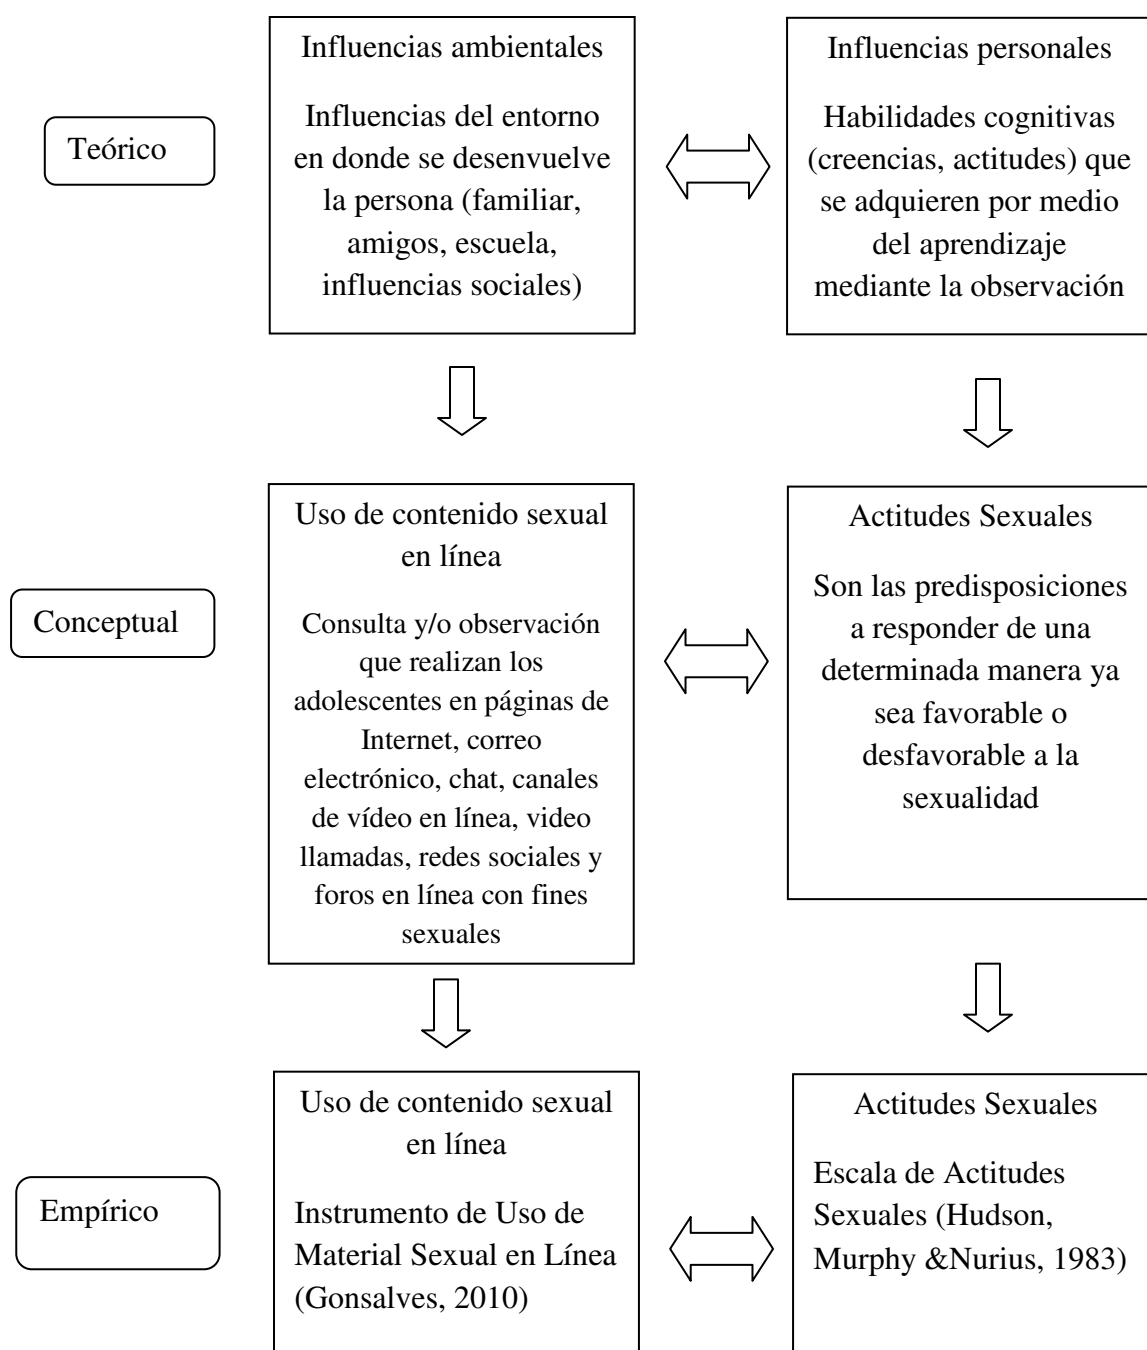 Teórico
Influencias ambientales
Influencias del entorno
en donde se desenvuelve
la persona (familiar,
amigos, escuela,
influencias sociales)
Influencias personales
Habilidades cognitivas
(creencias, actitudes) que
se adquieren por medio
del aprendizaje
mediante la observación
Conceptual
Uso de contenido sexual
en línea
Consulta y/o observación
que realizan los
adolescentes en páginas de
Internet, correo
electrónico, chat, canales
de vídeo en línea, video
llamadas, redes sociales y
foros en línea con fines
sexuales
Actitudes Sexuales
Son las predisposiciones
a responder de una
determinada manera ya
sea favorable o
desfavorable a la
sexualidad
Empírico
Uso de contenido sexual
en línea
Instrumento de Uso de
Material Sexual en Línea
(Gonsalves, 2010)
Actitudes Sexuales
Escala de Actitudes
Sexuales (Hudson,
Murphy &Nurius, 1983)